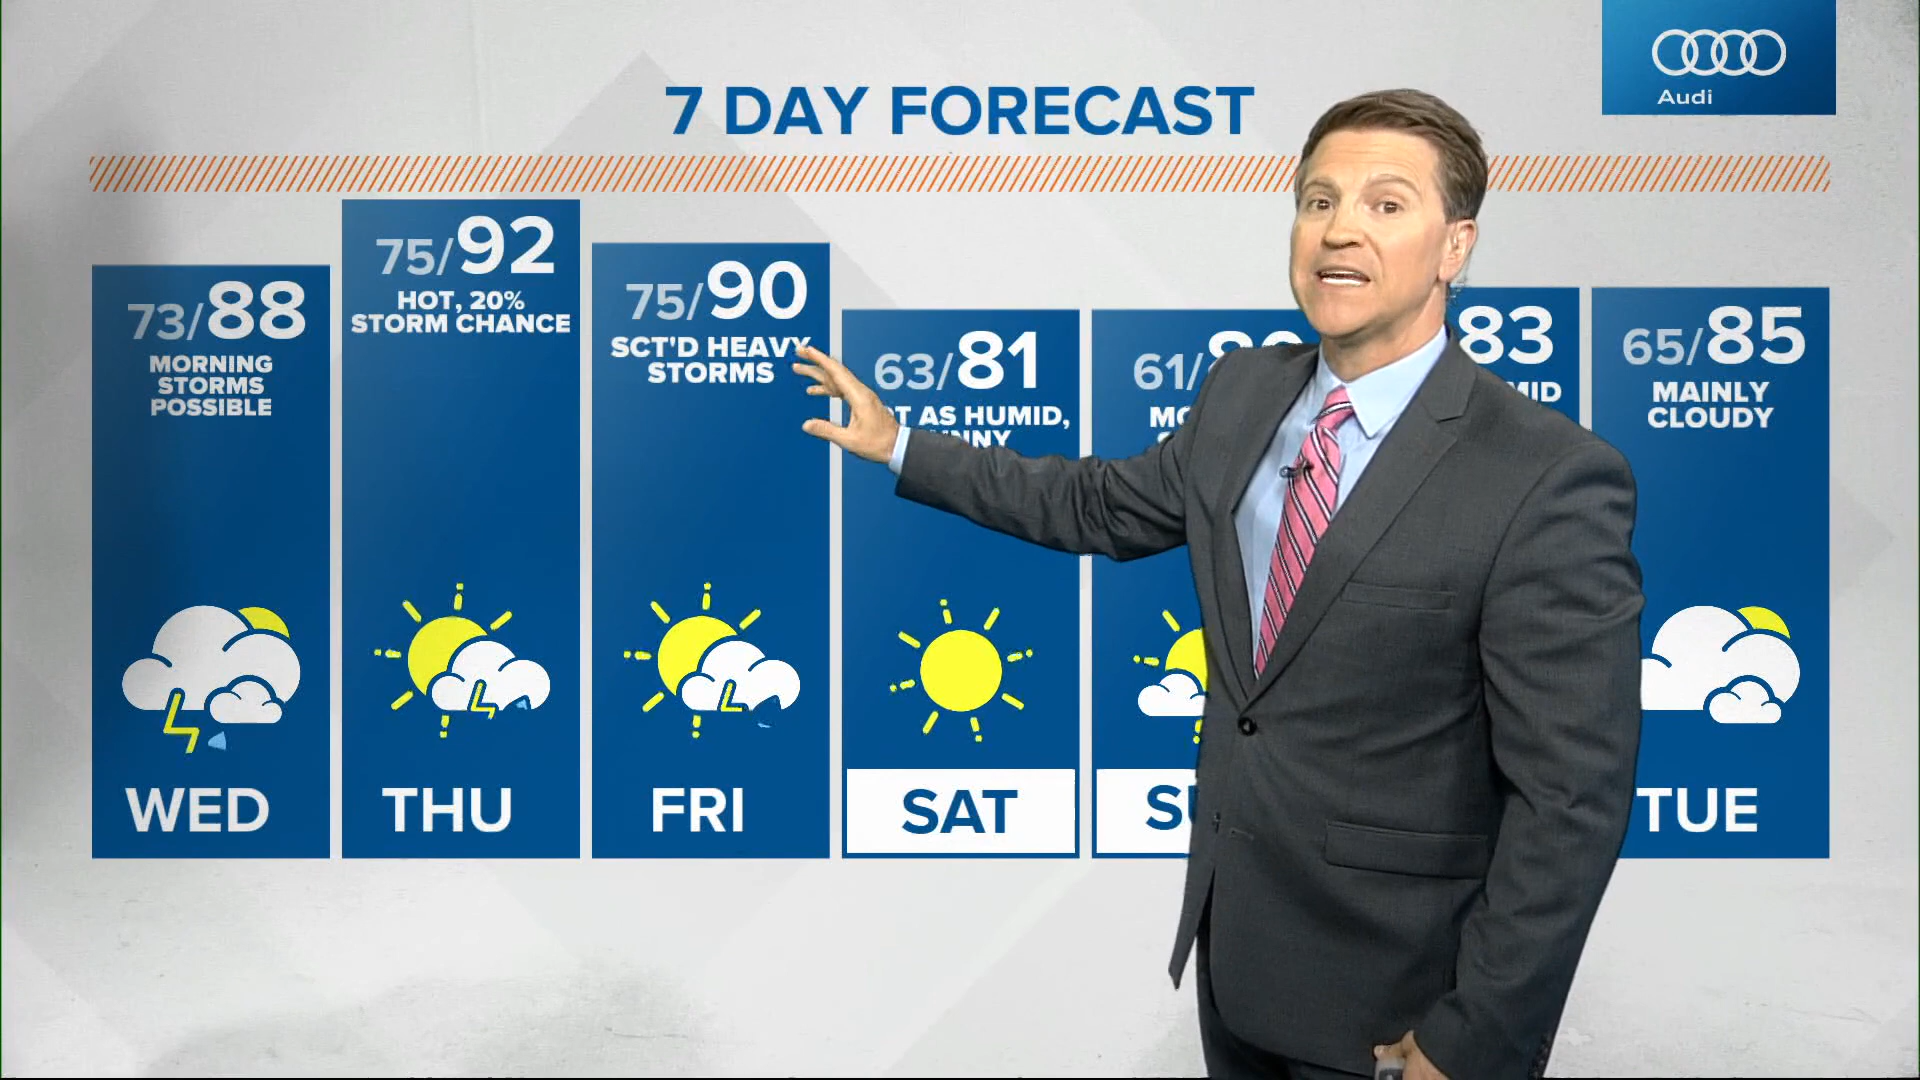 Audi
7 DAY FORECAST
73/88
MORNING
STORMS
POSSIBLE
WED
75/92
HOT, 20%
STORM CHANCE
THU
75/90
SCT'D HEAVY
STORMS
FRI
63/81
AS HUMID,
SAT
61/
83
65/85
MAINLY
CLOUDY
TUE